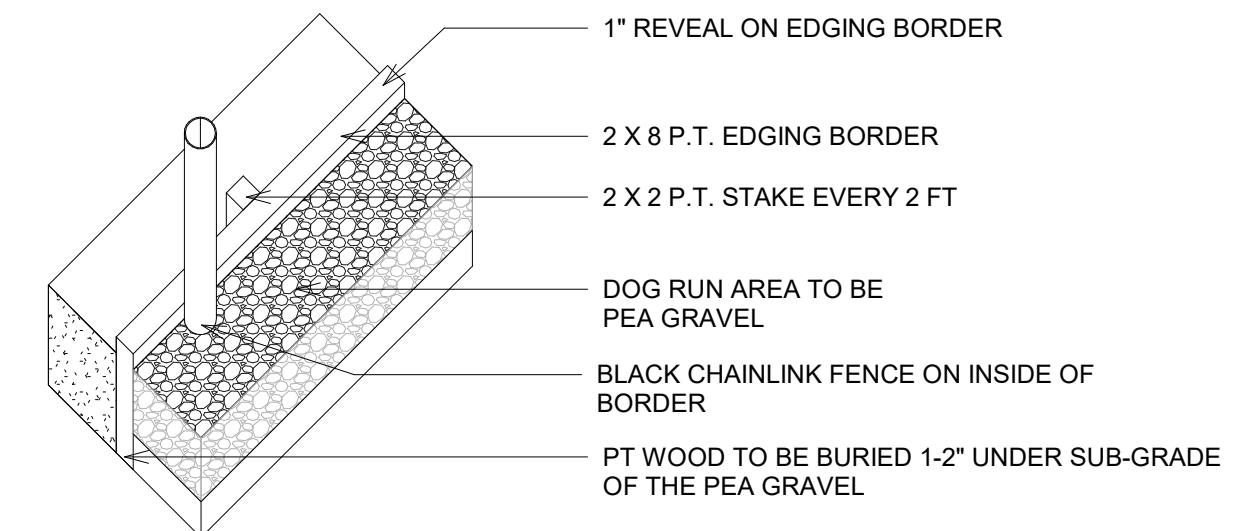 1" REVEAL ON EDGING BORDER
2 X 8 P.T. EDGING BORDER
2 X 2 P.T. STAKE EVERY 2 FT
DOG RUN AREA TO BE
PEA GRAVEL
BLACK CHAINLINK FENCE ON INSIDE OF
BORDER
PT WOOD TO BE BURIED 1-2" UNDER SUB-GRADE
OF THE PEA GRAVEL